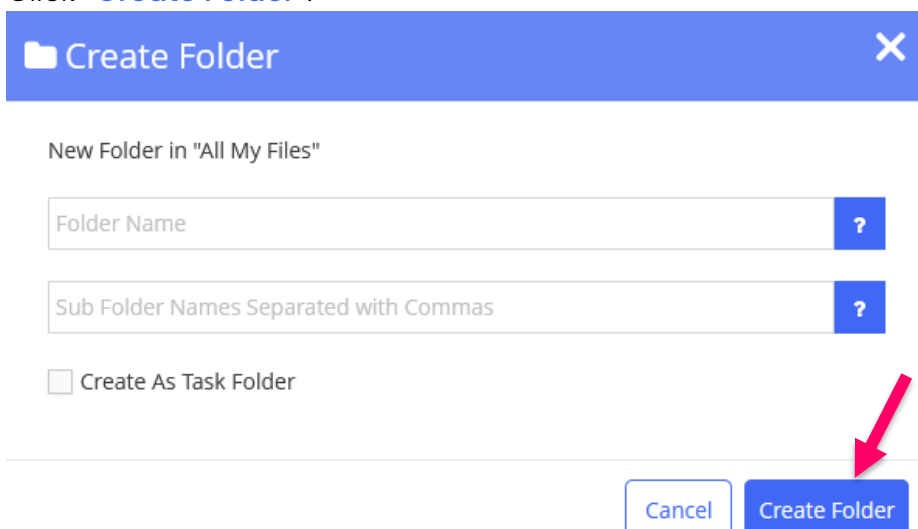 Create Folder
New Folder in "All My Files"
Folder Name
?
Sub Folder Names Separated with Commas
?
Create As Task Folder
Cancel
Create Folder